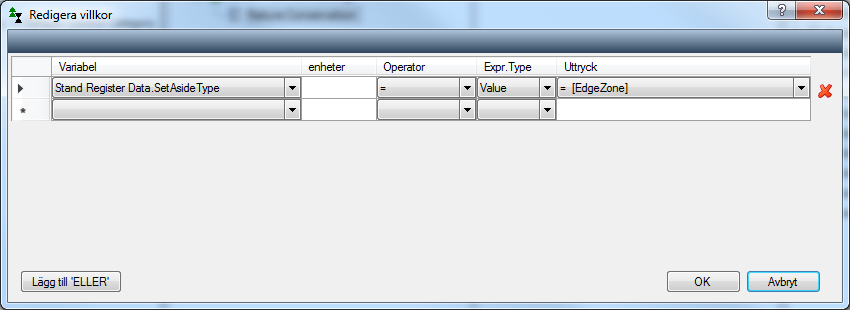 Redigera villkor
Variabel enheter Operator Expr.Type Uttryck
Stand Register Data.SetAsideType = Value = [EdgeZone]
*
Lägg till 'ELLER' OK Avbryt